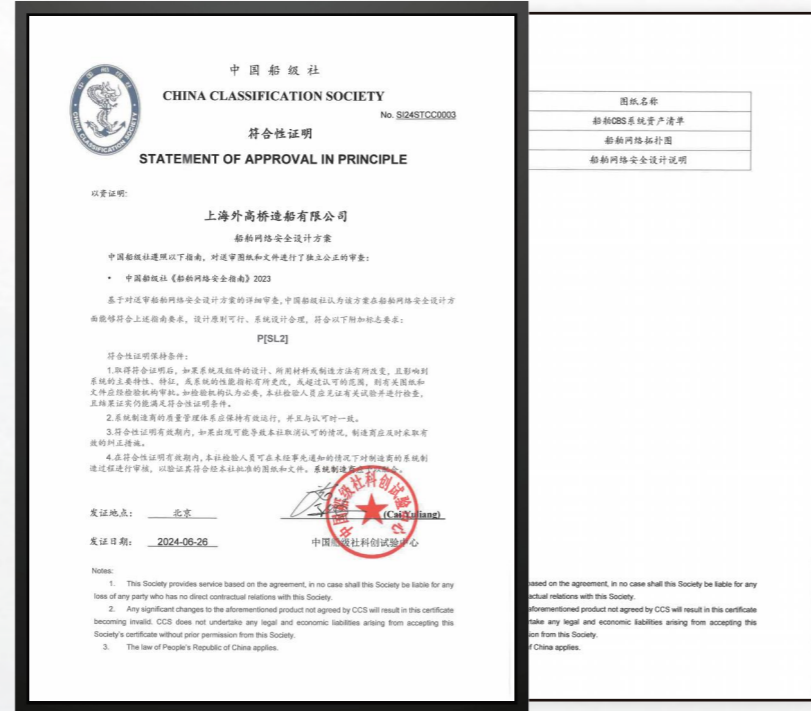 中国船级社
CHINA CLASSIFICATION SOCIETY
No. SI24STCC0003
符合性证明
STATEMENT OF APPROVAL IN PRINCIPLE
以资证明:
上海外高桥造船有限公司
船舶网络安全设计方案
中国船级社遵照以下指南，对送审图纸和文件进行了独立公正的审查：
• 中国船级社《船舶网络安全指南》2023
基于对送审船舶网络安全设计方案的详细审查，中国船级社认为该方案在船舶网络安全设计方
面能够符合上述指南要求，设计原则可行、系统设计合理，符合以下附加标志要求：
P[SL2]
符合性证明保持条件：
1.取得符合证明后，如果系统及组件的设计、所用材料或制造方法有所改变，且影响到
系统的主要特性、特征，或系统的性能指标有所更改，或超过认可的范围，则有关图纸和
文件应经检验机构审批。如检验机构认为必要，本社检验人员应见证有关试验并进行检查，
且结果证实仍能满足符合性证明条件。
2.系统制造商的质量管理体系应保持有效运行，并且与认可时一致。
3.符合性证明有效期内，如果出现可能导致本社取消认可的情况，制造商应及时采取有
效的纠正措施。
4.在符合性证明有效期内，本社检验人员可在未经事先通知的情况下对制造商的系统制
造过程进行审核，以验证其符合经本社批准的图纸和文件。系统制造商应
发证地点： 北京
(Cai Yuliang)
发证日期： 2024-06-26
中国船级社科创试验中心
中国船级社科创试验中心
Notes:
1. This Society provides service based on the agreement, in no case shall this Society be liable for any
loss of any party who has no direct contractual relations with this Society.
2. Any significant changes to the aforementioned product not agreed by CCS will result in this certificate
becoming invalid. CCS does not undertake any legal and economic liabilities arising from accepting this
Society's certificate without prior permission from this Society.
3. The law of People's Republic of China applies.
图纸名称
船舶CBS系统资产清单
船舶网络拓扑图
船舶网络安全设计说明
ased on the agreement, in no case shall this Society be liable for any
actual relations with this Society.
aforementioned product not agreed by CCS will result in this certificate
rtake any legal and economic liabilities arising from accepting this
ion from this Society.
f China applies.